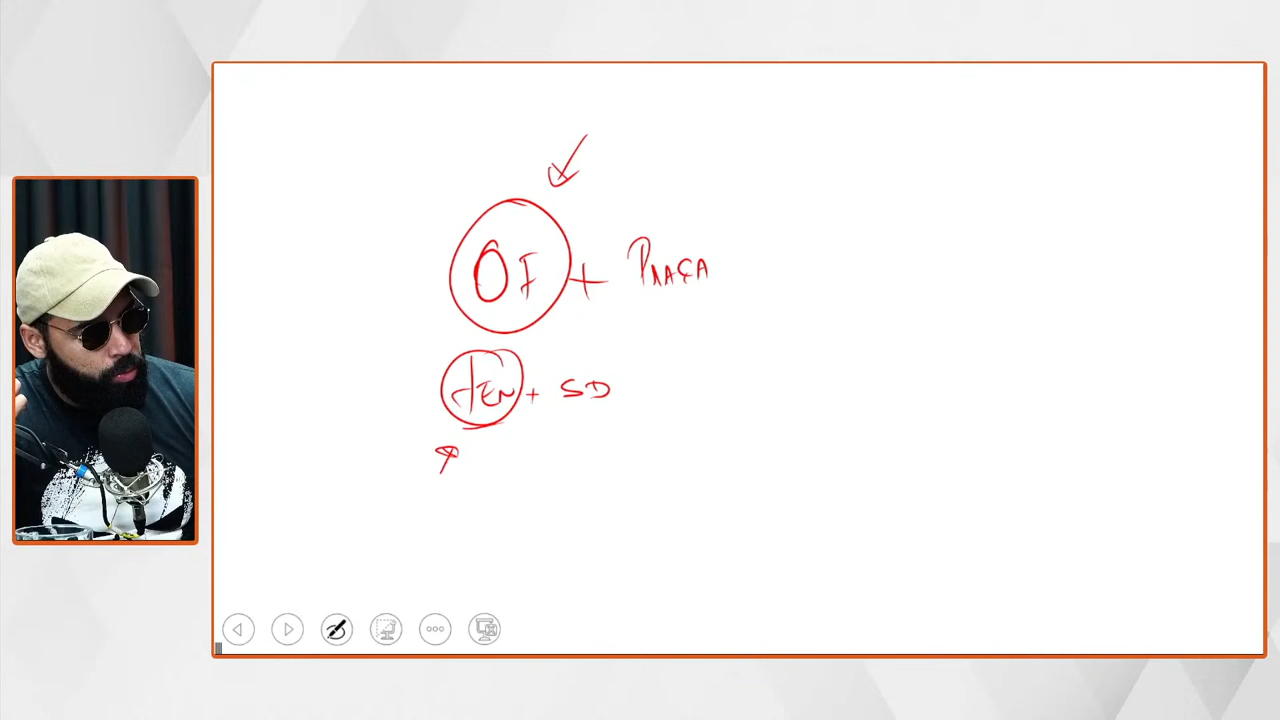 OF + PRAÇA
TEN + SD